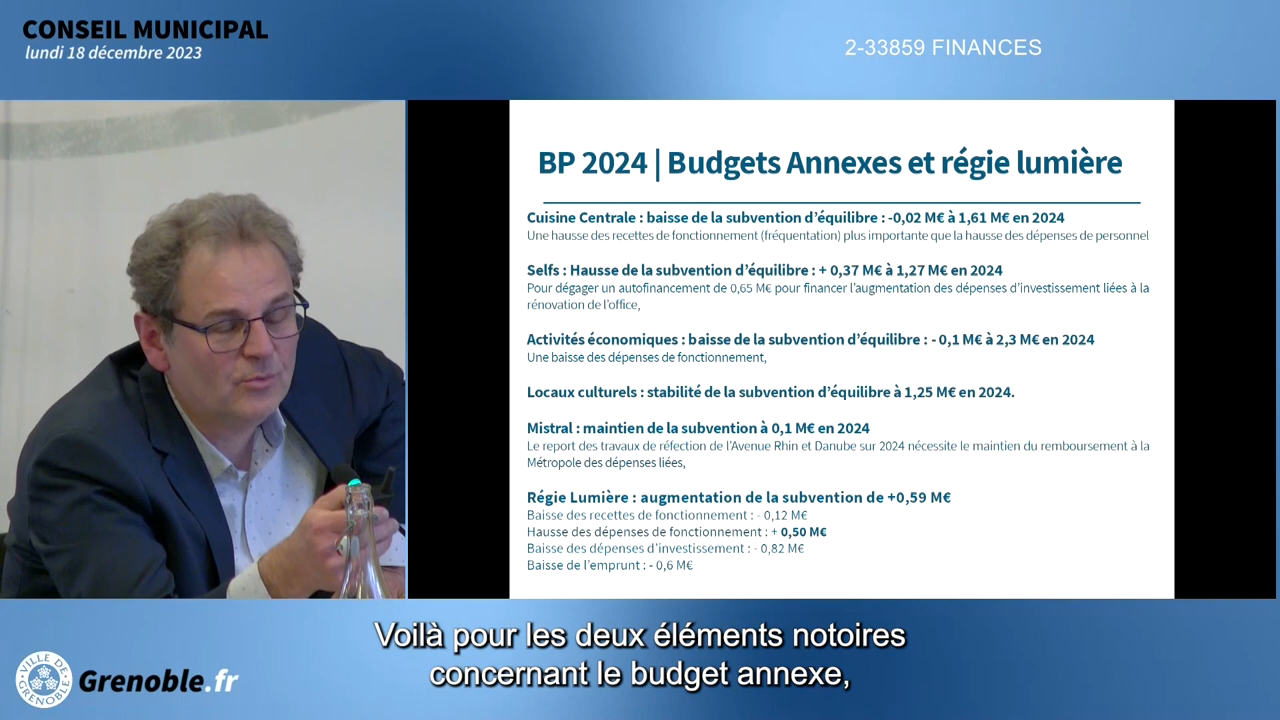 CONSEIL MUNICIPAL
lundi 18 décembre 2023
2-33859 FINANCES
BP 2024 | Budgets Annexes et régie lumière
Cuisine Centrale : baisse de la subvention d'équilibre : -0,02 M€ à 1,61 M€ en 2024
Une hausse des recettes de fonctionnement (fréquentation) plus importante que la hausse des dépenses de personnel
Selfs : Hausse de la subvention d'équilibre : + 0,37 M€ à 1,27 M€ en 2024
Pour dégager un autofinancement de 0,65 M€ pour financer l'augmentation des dépenses d'investissement liées à la
rénovation de l'office,
Activités économiques : baisse de la subvention d'équilibre : - 0,1 M€ à 2,3 M€ en 2024
Une baisse des dépenses de fonctionnement,
Locaux culturels : stabilité de la subvention d'équilibre à 1,25 M€ en 2024.
Mistral : maintien de la subvention à 0,1 M€ en 2024
Le report des travaux de réfection de l'Avenue Rhin et Danube sur 2024 nécessite le maintien du remboursement à la
Métropole des dépenses liées,
Régie Lumière : augmentation de la subvention de +0,59 M€
Baisse des recettes de fonctionnement : - 0,12 M€
Hausse des dépenses de fonctionnement : + 0,50 M€
Baisse des dépenses d'investissement : - 0,82 M€
Baisse de l'emprunt : - 0,6 M€
Voilà pour les deux éléments notoires
concernant le budget annexe,
VILLE DE
GRENOBLE
Grenoble.fr